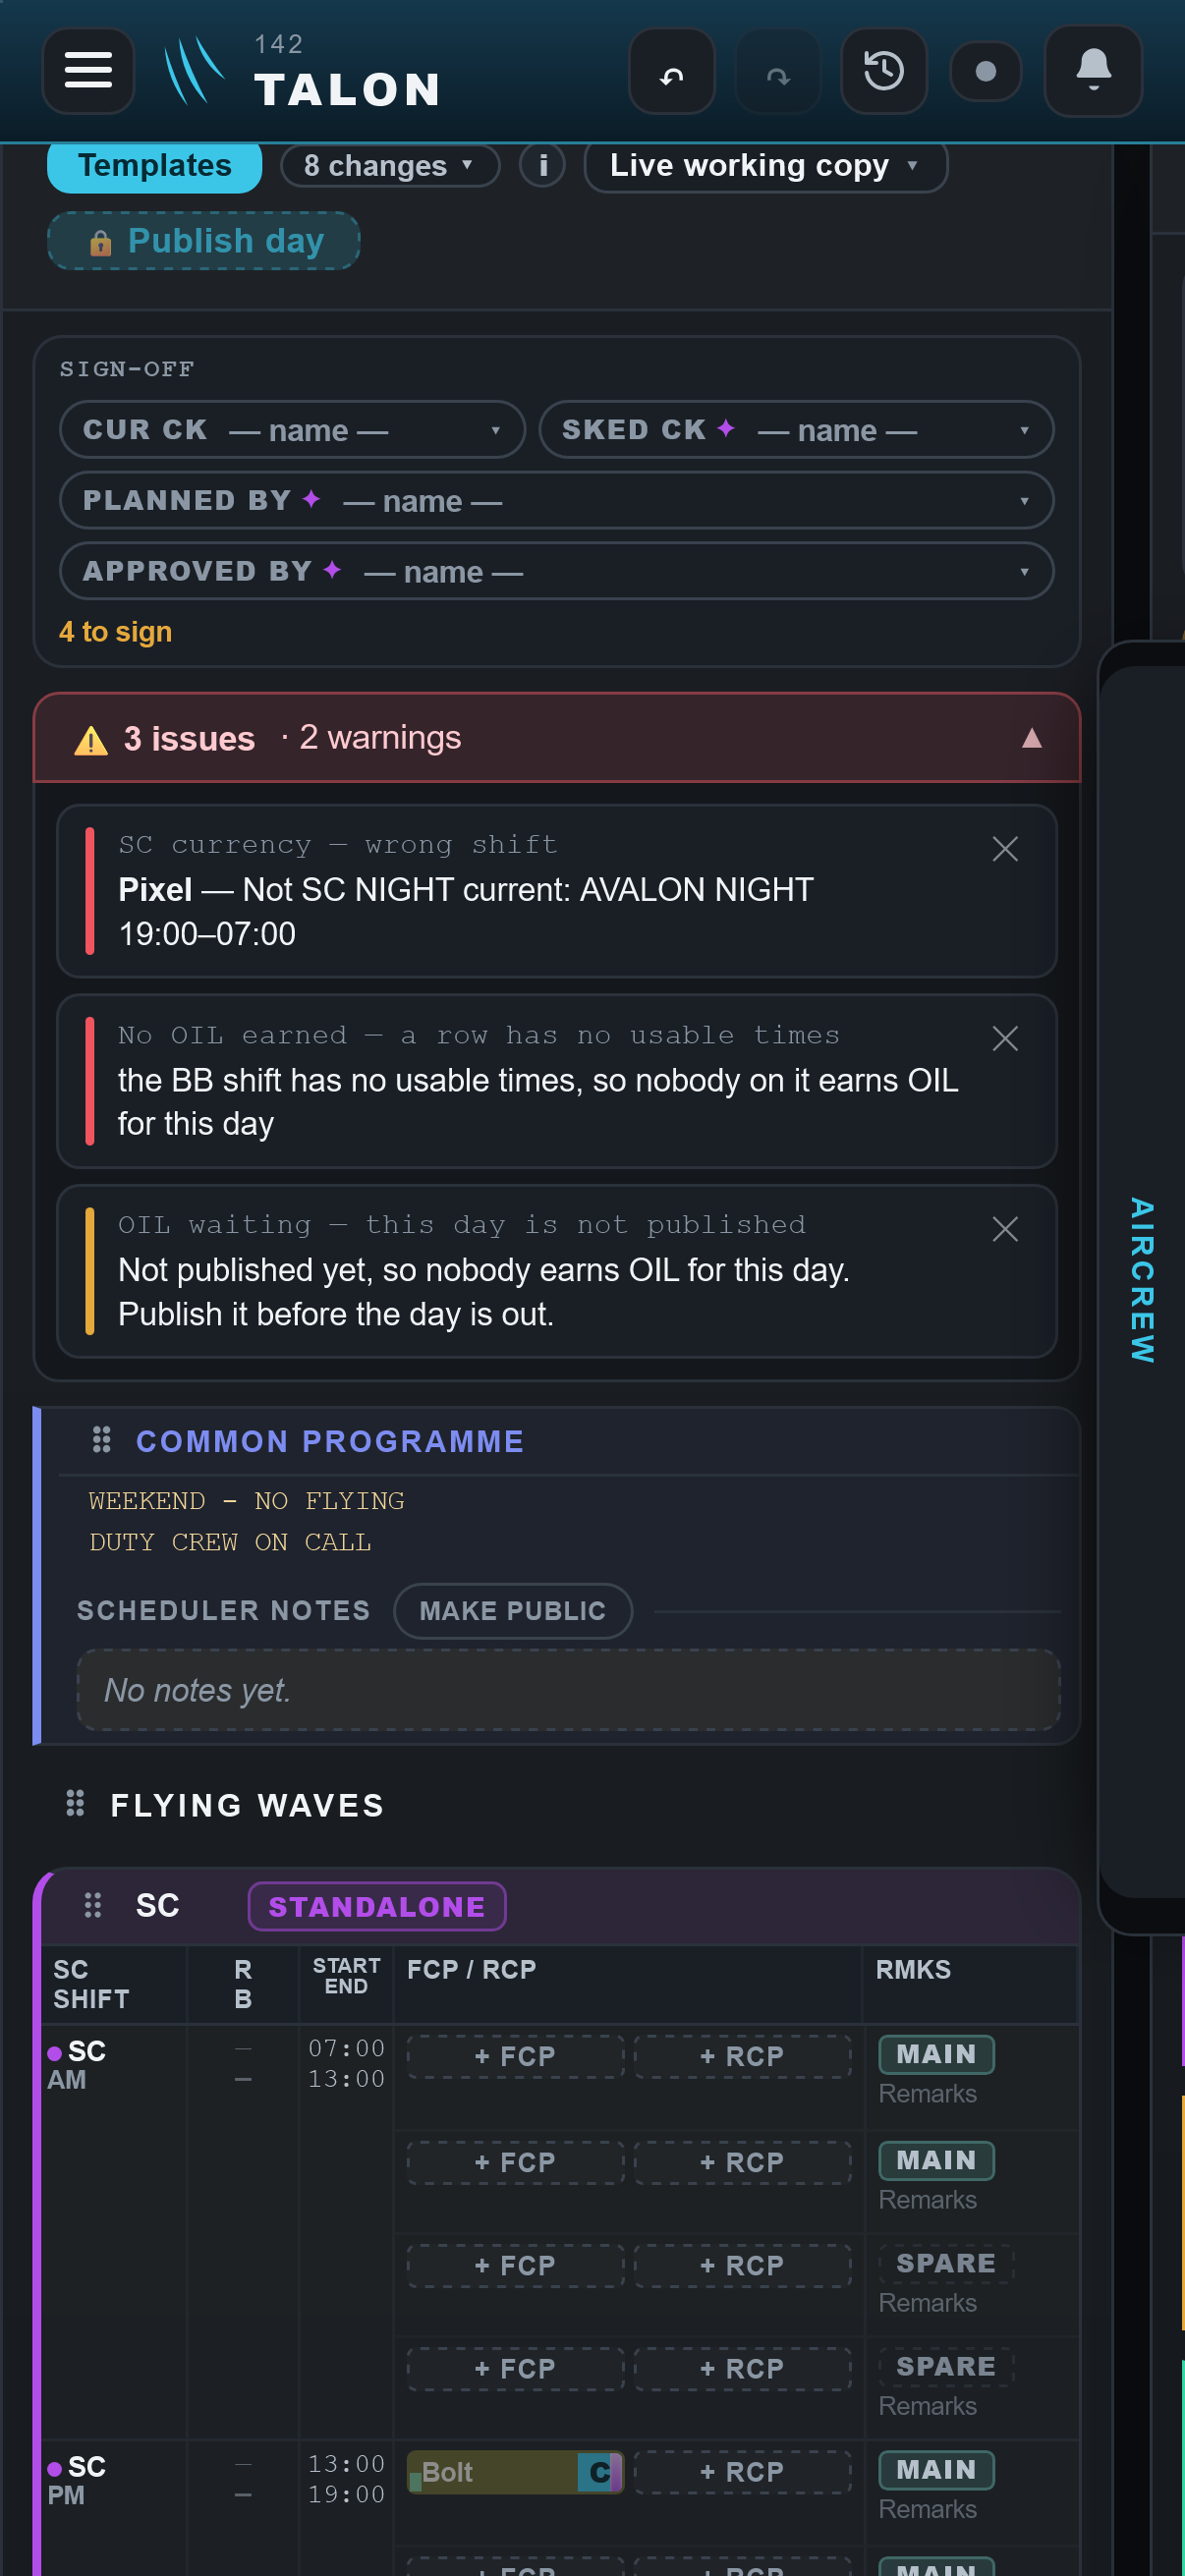 142
TALON
Templates
8 changes ▾
i
Live working copy ▾
Publish day
SIGN-OFF
CUR CK — name — ▾
SKED CK ✦ — name — ▾
PLANNED BY ✦ — name — ▾
APPROVED BY ✦ — name — ▾
4 to sign
3 issues · 2 warnings ▲
SC currency — wrong shift
Pixel — Not SC NIGHT current: AVALON NIGHT
19:00–07:00
No OIL earned — a row has no usable times
the BB shift has no usable times, so nobody on it earns OIL
for this day
OIL waiting — this day is not published
Not published yet, so nobody earns OIL for this day.
Publish it before the day is out.
AIRCREW
COMMON PROGRAMME
WEEKEND - NO FLYING
DUTY CREW ON CALL
SCHEDULER NOTES
MAKE PUBLIC
No notes yet.
FLYING WAVES
SC
STANDALONE
SC
SHIFT
R
B
START
END
FCP / RCP
RMKS
SC
AM
—
—
07:00
13:00
+ FCP
+ RCP
MAIN
Remarks
+ FCP
+ RCP
MAIN
Remarks
+ FCP
+ RCP
SPARE
Remarks
+ FCP
+ RCP
SPARE
Remarks
SC
PM
—
—
13:00
19:00
Bolt
C
+ RCP
MAIN
Remarks
+ FCP
+ RCP
MAIN